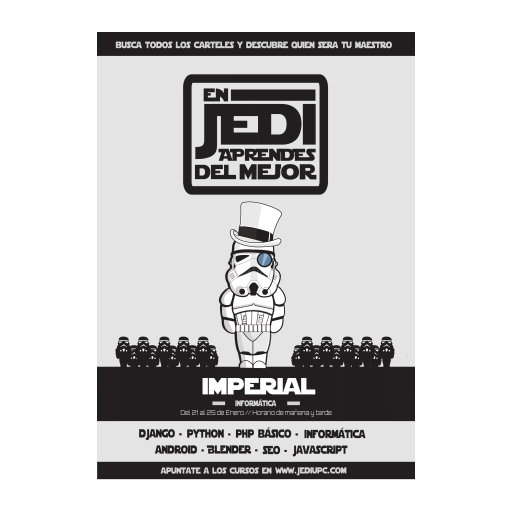 BUSCA TODOS LOS CARTELES Y DESCUBRE QUIEN SERA TU MAESTRO
EN
JEDI
APRENDES
DEL MEJOR
IMPERIAL
INFORMÁTICA
Del 21 al 25 de Enero // Horario de mañana y tarde
DJANGO - PYTHON - PHP BÁSICO - INFORMÁTICA
ANDROID - BLENDER - SEO - JAVASCRIPT
APUNTATE A LOS CURSOS EN WWW.JEDIUPC.COM